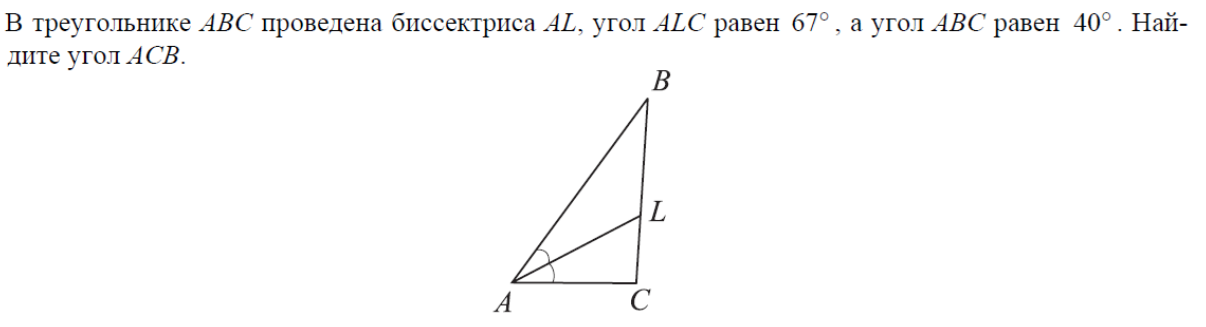 В треугольнике ABC проведена биссектриса AL, угол ALC равен 67°, а угол ABC равен 40°. Най-
дите угол ACB.
B
L
A
C